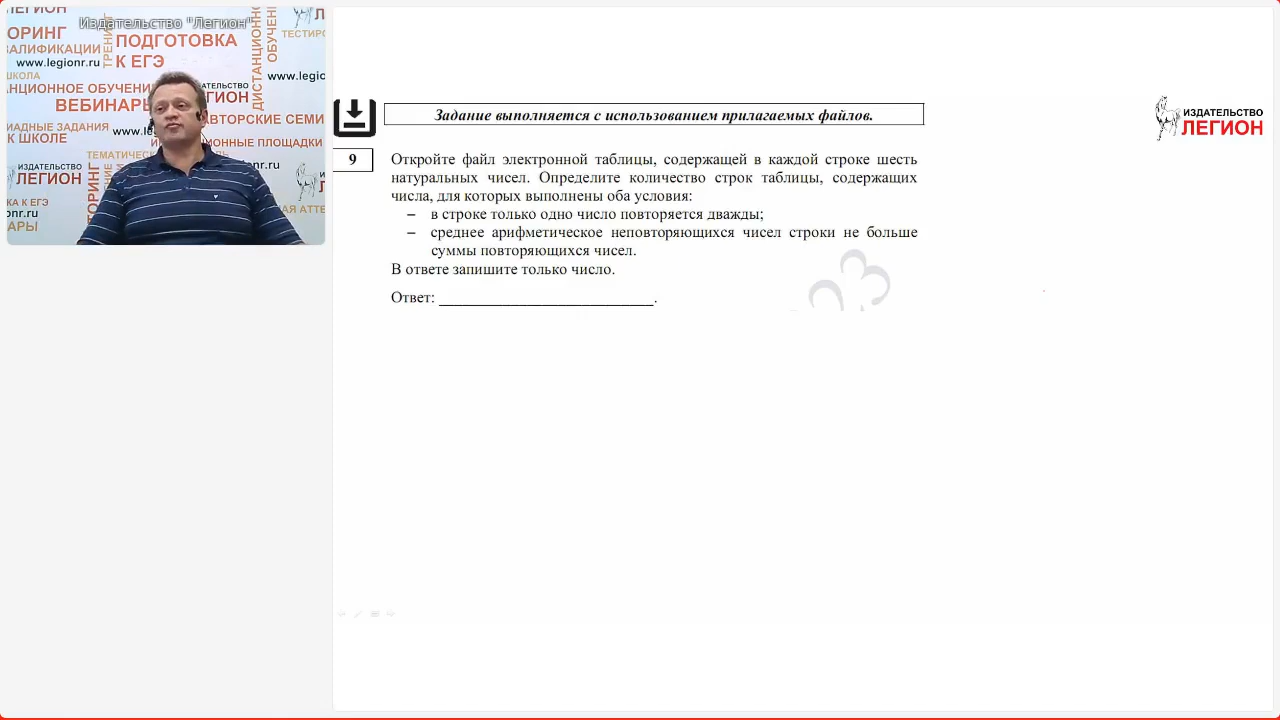 Издательство "Легион"
ПОДГОТОВКА
К ЕГЭ
www.legionr.ru
ВЕБИНАРЫ
ИЗДАТЕЛЬСТВО
ЛЕГИОН
Задание выполняется с использованием прилагаемых файлов.
ИЗДАТЕЛЬСТВО
ЛЕГИОН
9
Откройте файл электронной таблицы, содержащей в каждой строке шесть
натуральных чисел. Определите количество строк таблицы, содержащих
числа, для которых выполнены оба условия:
– в строке только одно число повторяется дважды;
– среднее арифметическое неповторяющихся чисел строки не больше
суммы повторяющихся чисел.
В ответе запишите только число.
Ответ: ___________________________.